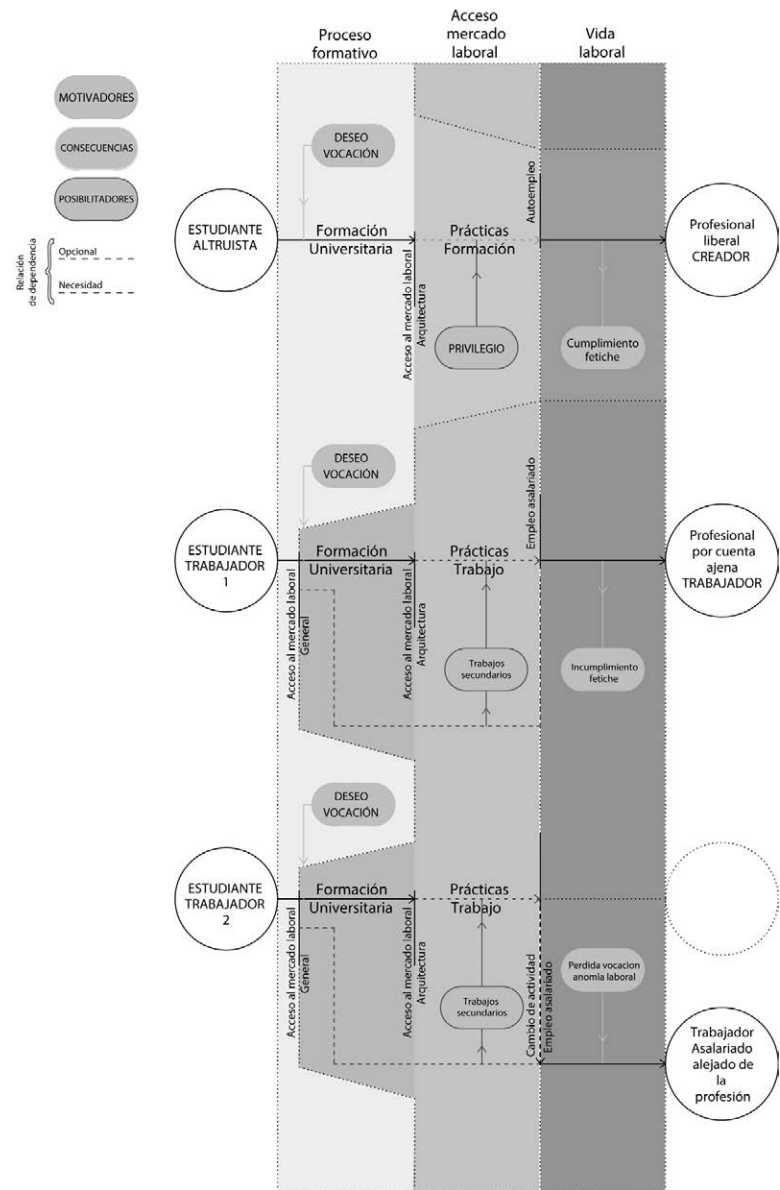 Proceso
formativo
Acceso
mercado
laboral
Vida
laboral
MOTIVADORES
CONSECUENCIAS
POSIBILITADORES
Relación
de dependencia
Opcional
Necesidad
DESEO
VOCACIÓN
ESTUDIANTE
ALTRUISTA
Formación
Universitaria
Acceso al mercado laboral
Arquitectura
Prácticas
Formación
PRIVILEGIO
Autoempleo
Cumplimiento
fetiche
Profesional
liberal
CREADOR
DESEO
VOCACIÓN
ESTUDIANTE
TRABAJADOR
1
Formación
Universitaria
Acceso al mercado laboral
General
Acceso al mercado laboral
Arquitectura
Prácticas
Trabajo
Trabajos
secundarios
Empleo asalariado
Incumplimiento
fetiche
Profesional
por cuenta
ajena
TRABAJADOR
DESEO
VOCACIÓN
ESTUDIANTE
TRABAJADOR
2
Formación
Universitaria
Acceso al mercado laboral
General
Acceso al mercado laboral
Arquitectura
Prácticas
Trabajo
Trabajos
secundarios
Cambio de actividad
Empleo asalariado
Perdida vocacion
anomia laboral
Trabajador
Asalariado
alejado de
la
profesión